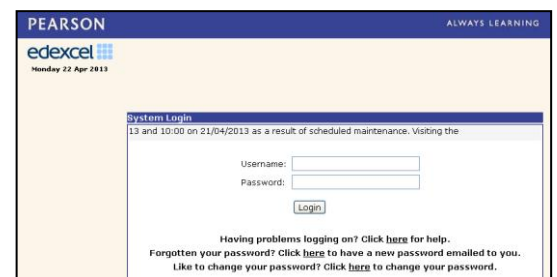 PEARSON
ALWAYS LEARNING
edexcel
Monday 22 Apr 2013
System Login
13 and 10:00 on 21/04/2013 as a result of scheduled maintenance. Visiting the
Username:
Password:
Login
Having problems logging on? Click here for help.
Forgotten your password? Click here to have a new password emailed to you.
Like to change your password? Click here to change your password.